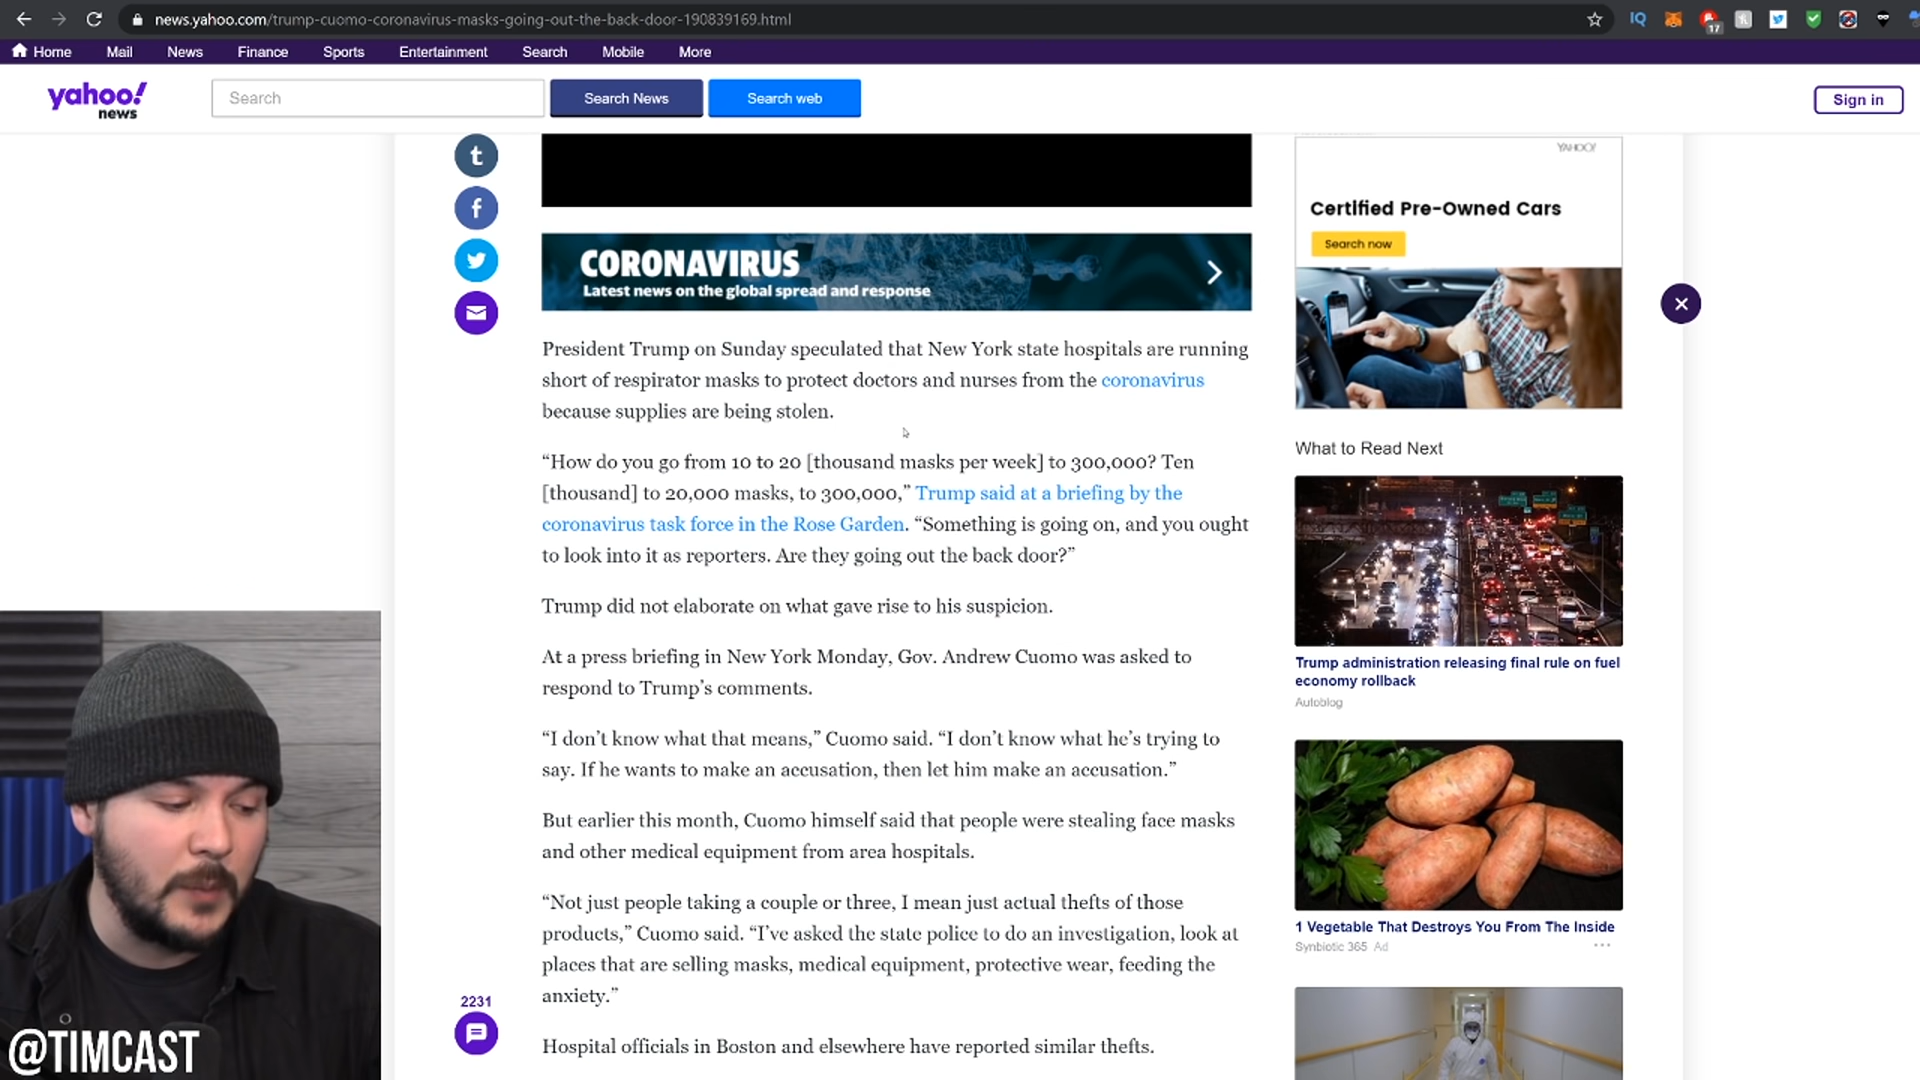 news.yahoo.com/trump-cuomo-coronavirus-masks-going-out-the-back-door-190839169.html
IQ
17
Home Mail News Finance Sports Entertainment Search Mobile More
yahoo!
news
Search
Search News
Search web
Sign in
t
f
CORONAVIRUS
Latest news on the global spread and response
President Trump on Sunday speculated that New York state hospitals are running
short of respirator masks to protect doctors and nurses from the coronavirus
because supplies are being stolen.
“How do you go from 10 to 20 [thousand masks per week] to 300,000? Ten
[thousand] to 20,000 masks, to 300,000,” Trump said at a briefing by the
coronavirus task force in the Rose Garden. “Something is going on, and you ought
to look into it as reporters. Are they going out the back door?”
Trump did not elaborate on what gave rise to his suspicion.
At a press briefing in New York Monday, Gov. Andrew Cuomo was asked to
respond to Trump’s comments.
“I don’t know what that means,” Cuomo said. “I don’t know what he’s trying to
say. If he wants to make an accusation, then let him make an accusation.”
But earlier this month, Cuomo himself said that people were stealing face masks
and other medical equipment from area hospitals.
“Not just people taking a couple or three, I mean just actual thefts of those
products,” Cuomo said. “I’ve asked the state police to do an investigation, look at
places that are selling masks, medical equipment, protective wear, feeding the
anxiety.”
Hospital officials in Boston and elsewhere have reported similar thefts.
2231
YAHOO!
Certified Pre-Owned Cars
Search now
What to Read Next
Trump administration releasing final rule on fuel
economy rollback
Autoblog
1 Vegetable That Destroys You From The Inside
Synbiotic 365 Ad
@TIMCAST